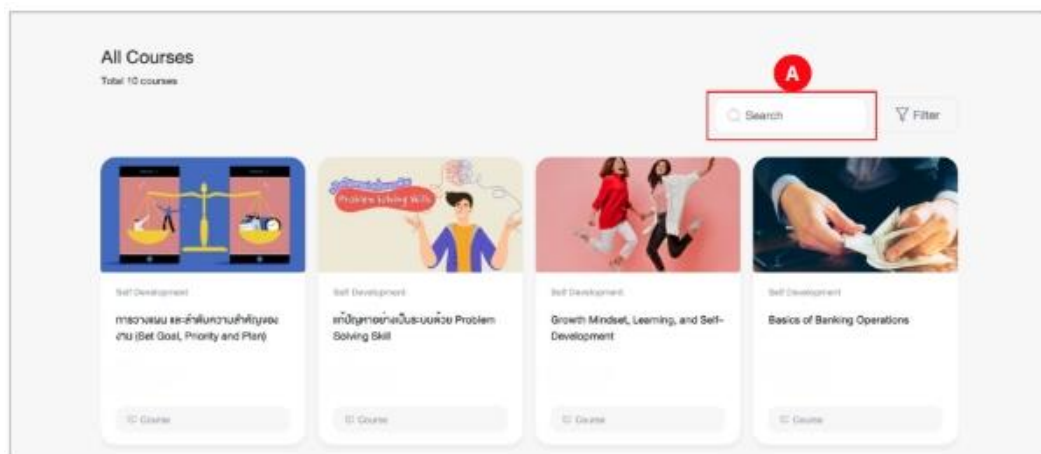 All Courses
Total 10 courses
A
Search
Filter
Problem Solving Skills
Self Development
การวางแผน และลำดับความสำคัญของ
งาน (Set Goal, Priority and Plan)
Course
Self Development
แก้ปัญหาอย่างเป็นระบบด้วย Problem
Solving Skill
Course
Self Development
Growth Mindset, Learning, and Self-
Development
Course
Self Development
Basics of Banking Operations
Course